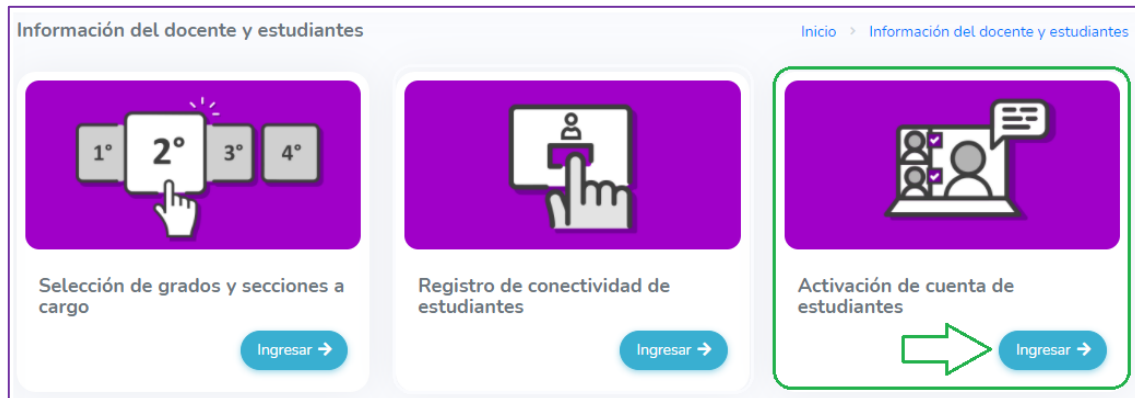 Información del docente y estudiantes
Inicio > Información del docente y estudiantes
1° 2° 3° 4°
Selección de grados y secciones a
cargo
Ingresar →
Registro de conectividad de
estudiantes
Ingresar →
Activación de cuenta de
estudiantes
Ingresar →